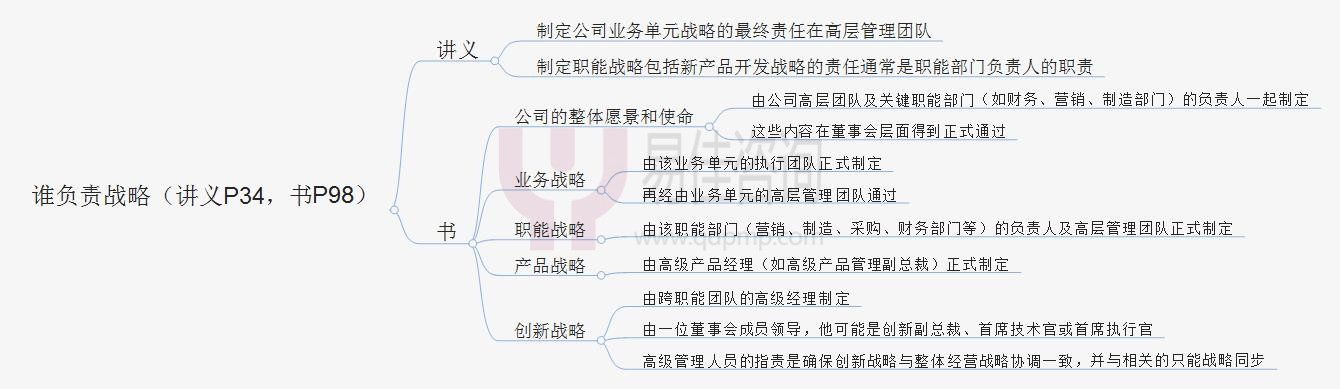 谁负责战略（讲义P34，书P98）
讲义
制定公司业务单元战略的最终责任在高层管理团队
制定职能战略包括新产品开发战略的责任通常是职能部门负责人的职责
书
公司的整体愿景和使命
由公司高层团队及关键职能部门（如财务、营销、制造部门）的负责人一起制定
这些内容在董事会层面得到正式通过
业务战略
由该业务单元的执行团队正式制定
再经由业务单元的高层管理团队通过
职能战略
由该职能部门（营销、制造、采购、财务部门等）的负责人及高层管理团队正式制定
产品战略
由高级产品经理（如高级产品管理副总裁）正式制定
创新战略
由跨职能团队的高级经理制定
由一位董事会成员领导，他可能是创新副总裁、首席技术官或首席执行官
高级管理人员的指责是确保创新战略与整体经营战略协调一致，并与相关的只能战略同步
易佳咨询
www.qdpmp.com